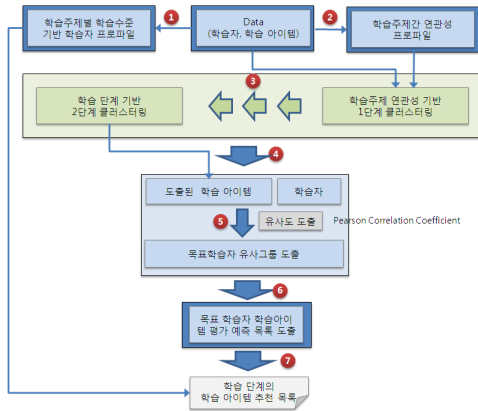 학습주제별 학습수준
기반 학습자 프로파일
1
Data
(학습자, 학습 아이템)
2
학습주제간 연관성
프로파일
3
학습 단계 기반
2단계 클러스터링
학습주제 연관성 기반
1단계 클러스터링
4
도출된 학습 아이템
학습자
5
유사도 도출
Pearson Correlation Coefficient
목표학습자 유사그룹 도출
6
목표 학습자 학습아이
템 평가 예측 목록 도출
7
학습 단계의
학습 아이템 추천 목록